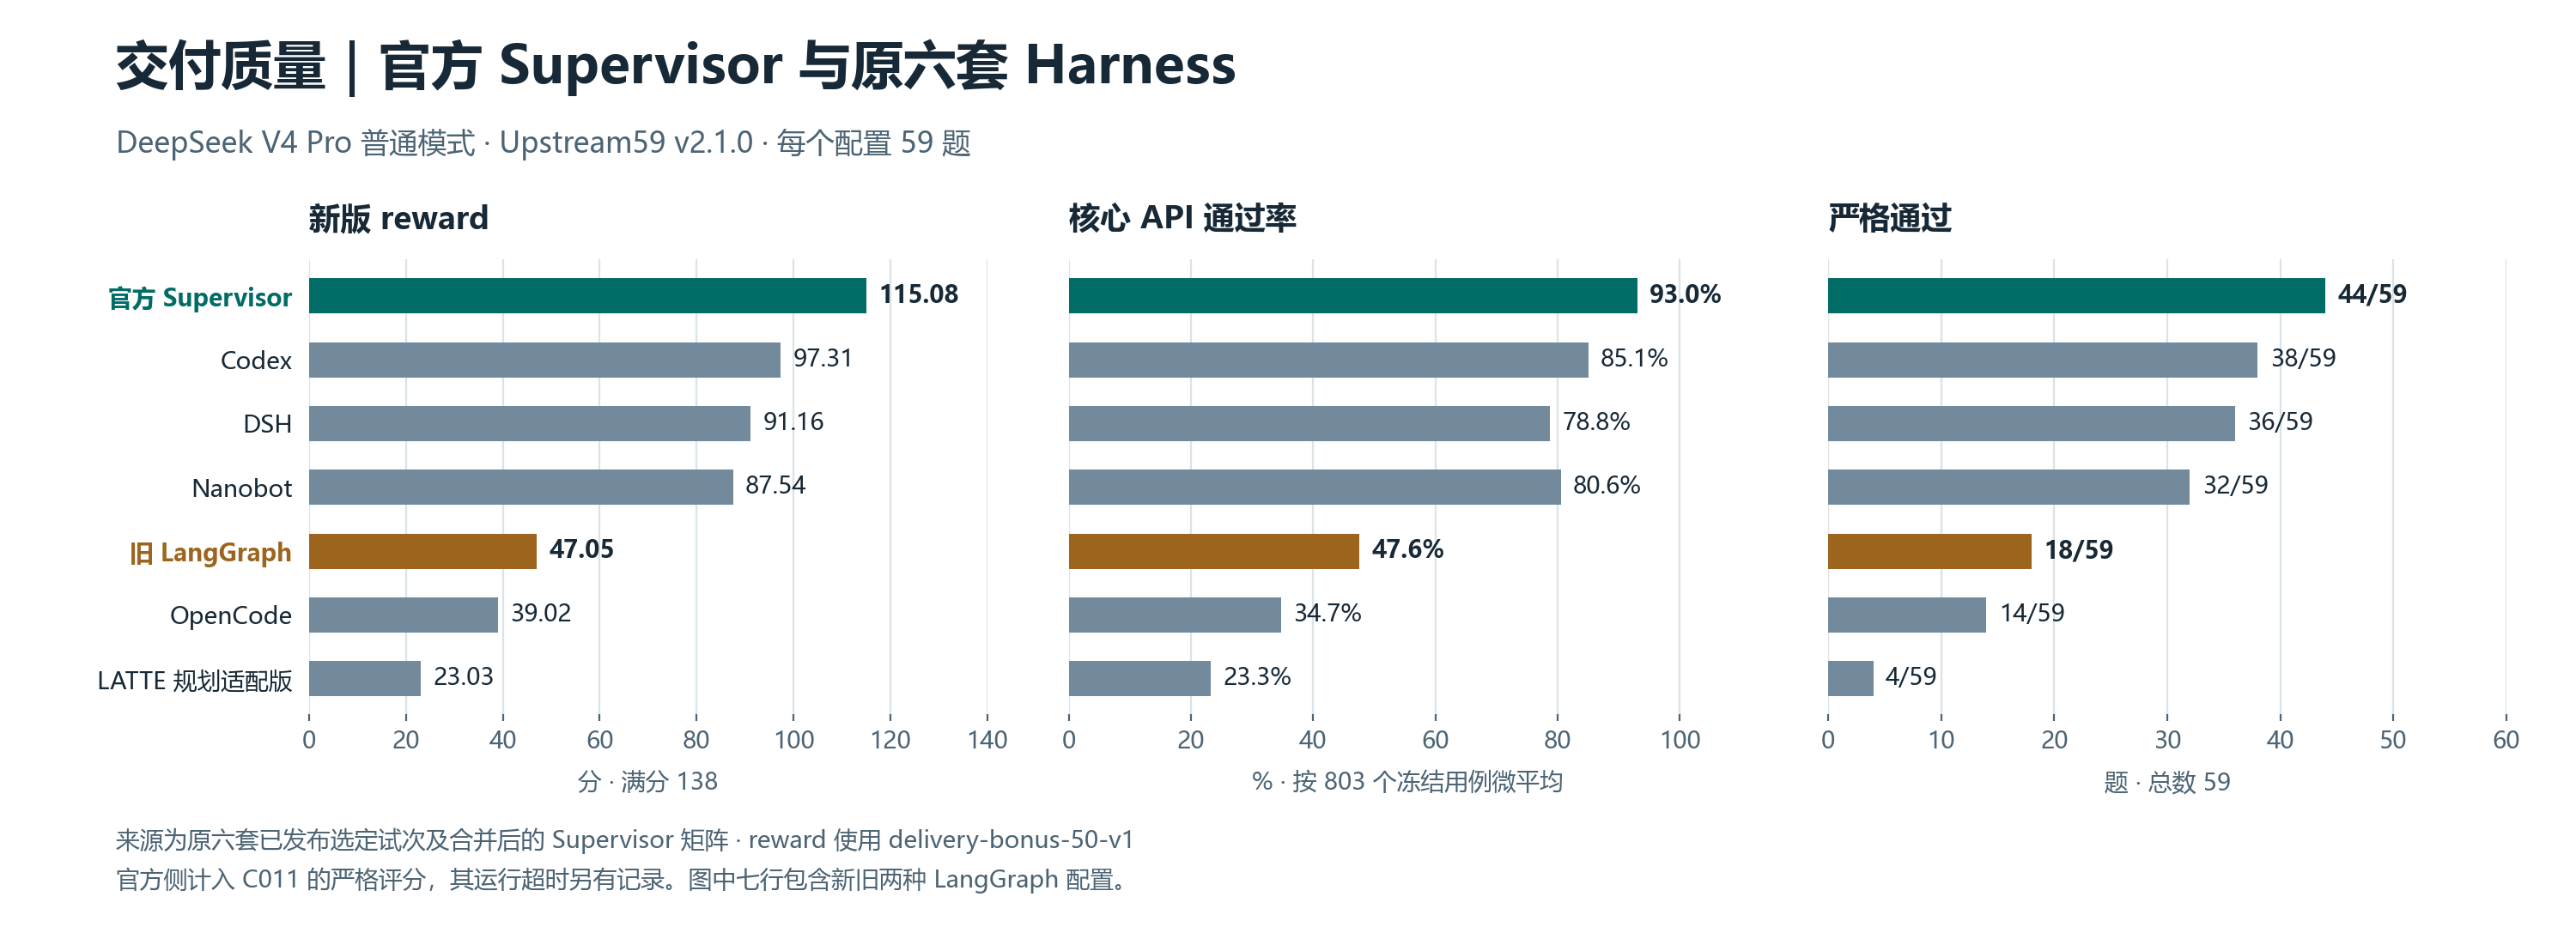 交付质量 | 官方 Supervisor 与原六套 Harness
DeepSeek V4 Pro 普通模式 · Upstream59 v2.1.0 · 每个配置 59 题
新版 reward
官方 Supervisor
115.08
Codex
97.31
DSH
91.16
Nanobot
87.54
旧 LangGraph
47.05
OpenCode
39.02
LATTE 规划适配版
23.03
0 20 40 60 80 100 120 140
分 · 满分 138
核心 API 通过率
93.0%
85.1%
78.8%
80.6%
47.6%
34.7%
23.3%
0 20 40 60 80 100
% · 按 803 个冻结用例微平均
严格通过
44/59
38/59
36/59
32/59
18/59
14/59
4/59
0 10 20 30 40 50 60
题 · 总数 59
来源为原六套已发布选定试次及合并后的 Supervisor 矩阵 · reward 使用 delivery-bonus-50-v1
官方侧计入 C011 的严格评分，其运行超时另有记录。图中七行包含新旧两种 LangGraph 配置。